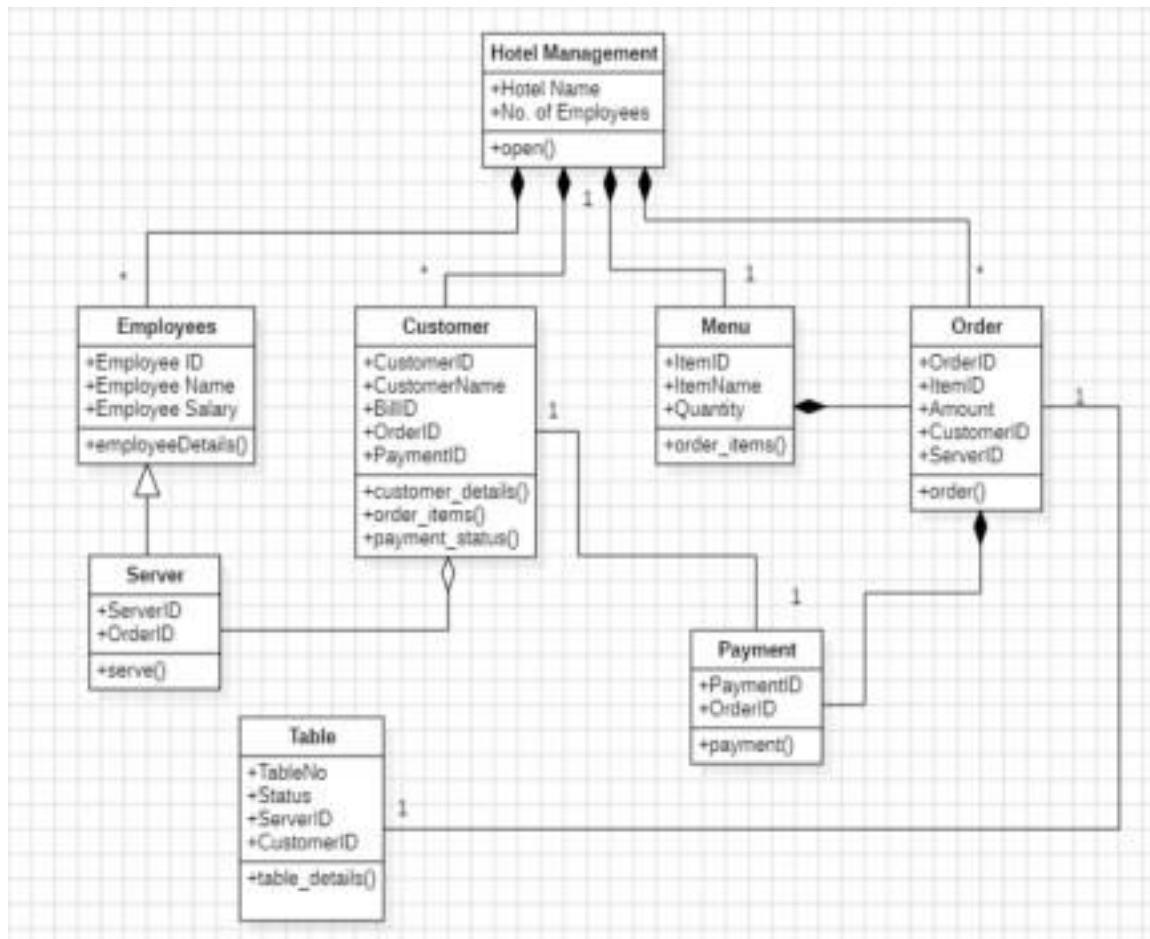 Hotel Management
+Hotel Name
+No. of Employees
+open()
1
*
*
1
*
Employees
+Employee ID
+Employee Name
+Employee Salary
+employeeDetails()
Customer
+CustomerID
+CustomerName
+BillID
+OrderID
+PaymentID
+customer_details()
+order_items()
+payment_status()
1
Menu
+ItemID
+ItemName
+Quantity
+order_items()
Order
+OrderID
+ItemID
+Amount
+CustomerID
+ServerID
+order()
1
Server
+ServerID
+OrderID
+serve()
1
Payment
+PaymentID
+OrderID
+payment()
Table
+TableNo
+Status
+ServerID
+CustomerID
+table_details()
1